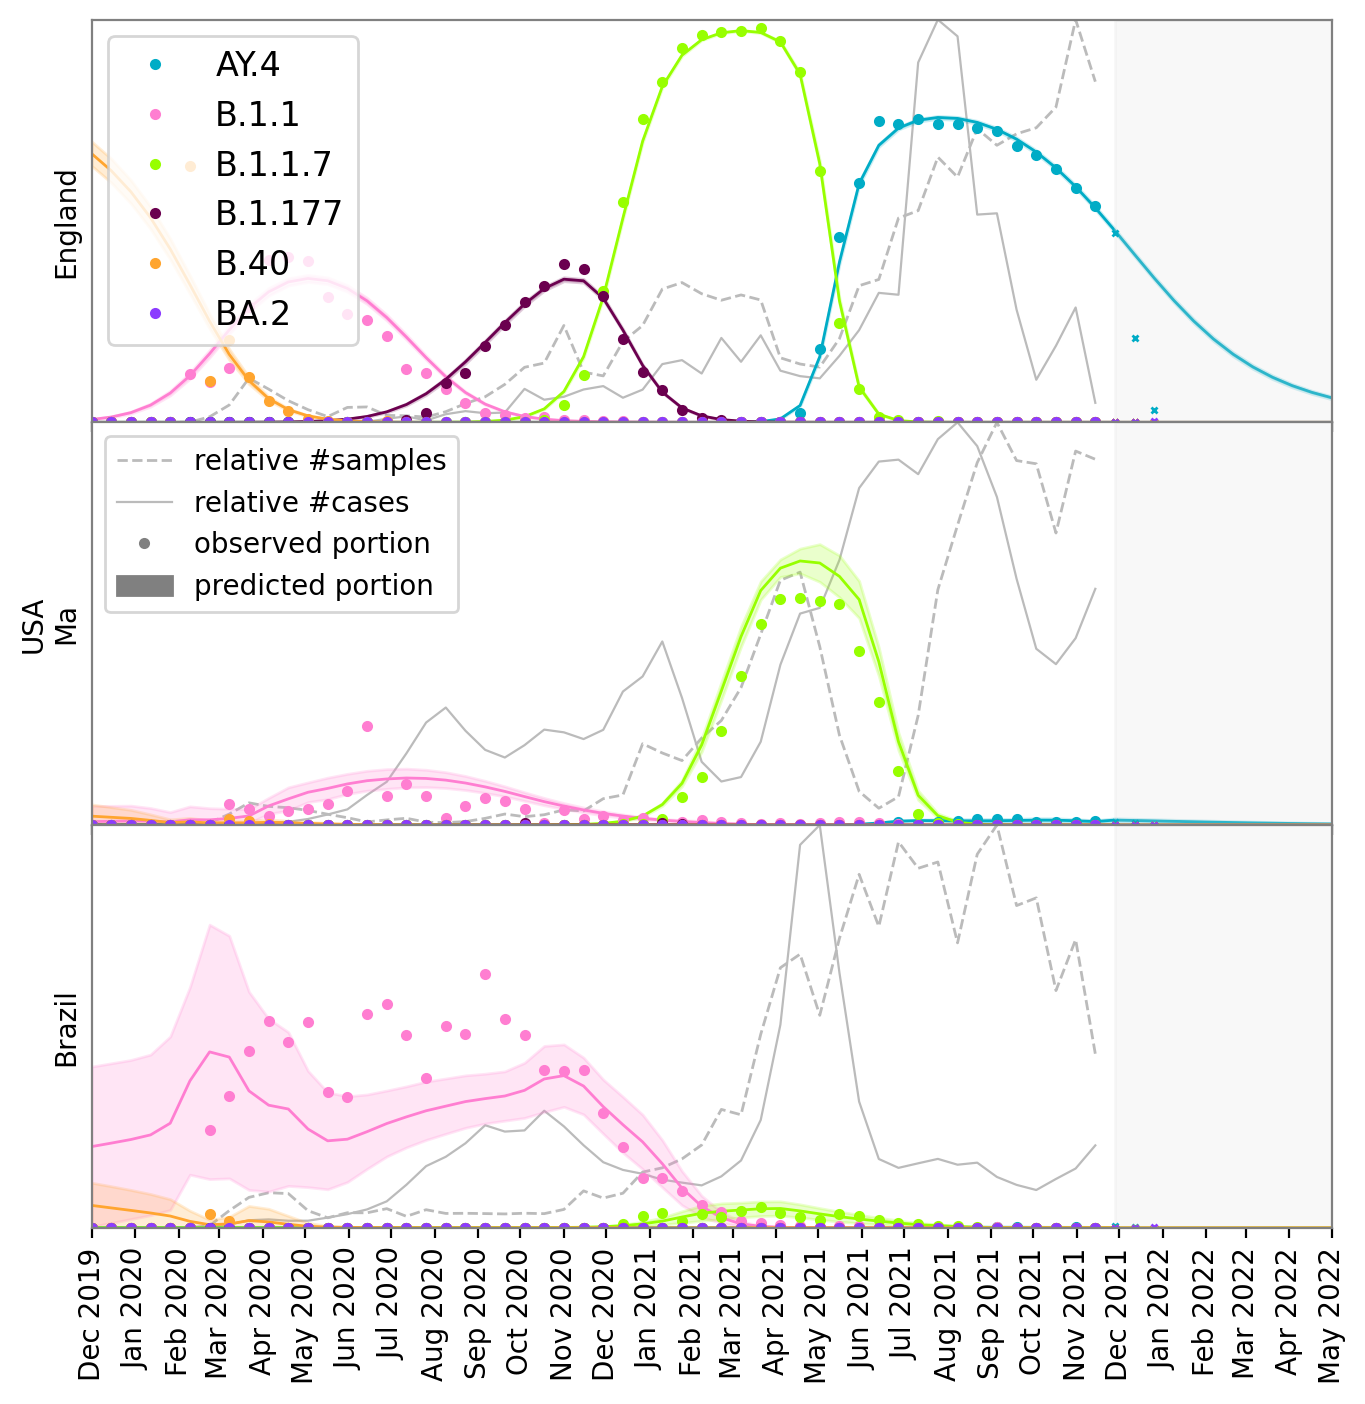 England
AY.4
B.1.1
B.1.1.7
B.1.177
B.40
BA.2
USA
Ma
relative #samples
relative #cases
observed portion
predicted portion
Brazil
Dec 2019
Jan 2020
Feb 2020
Mar 2020
Apr 2020
May 2020
Jun 2020
Jul 2020
Aug 2020
Sep 2020
Oct 2020
Nov 2020
Dec 2020
Jan 2021
Feb 2021
Mar 2021
Apr 2021
May 2021
Jun 2021
Jul 2021
Aug 2021
Sep 2021
Oct 2021
Nov 2021
Dec 2021
Jan 2022
Feb 2022
Mar 2022
Apr 2022
May 2022